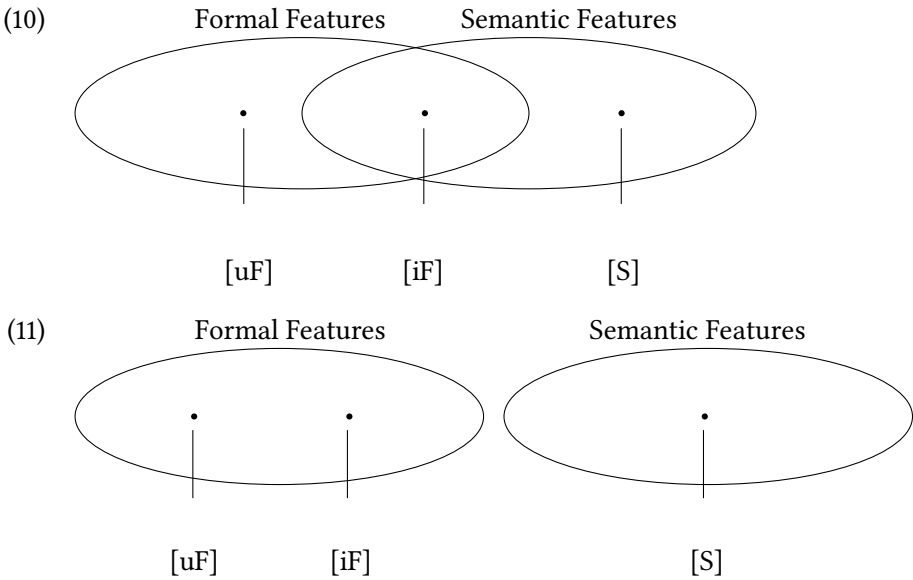 (10) Formal Features Semantic Features
[uF] [iF] [S]
(11) Formal Features Semantic Features
[uF] [iF] [S]